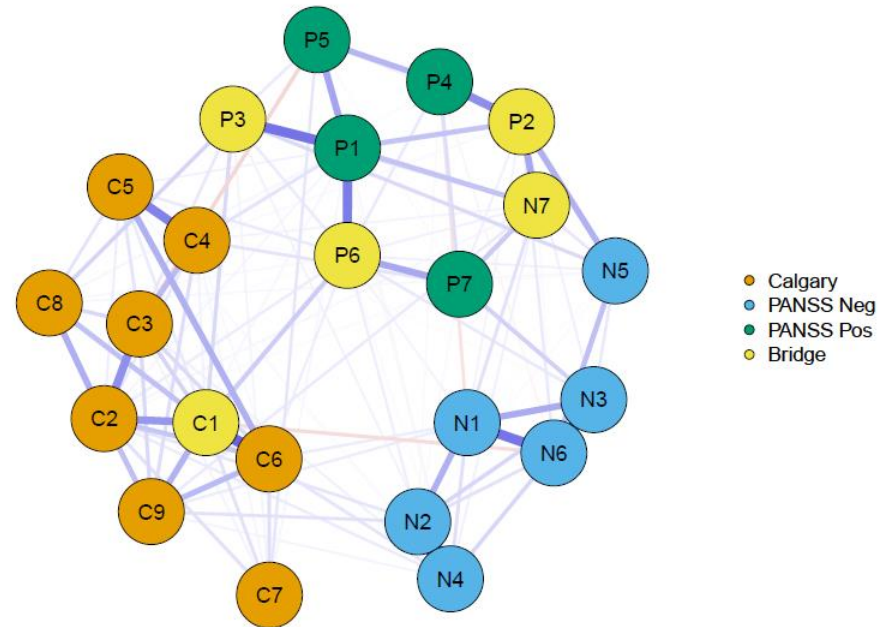 P5
P4
P3
P2
P1
C5
N7
C4
P6
N5
P7
C8
C3
Calgary
PANSS Neg
PANSS Pos
Bridge
N3
C2
C1
N1
N6
C6
C9
N2
N4
C7